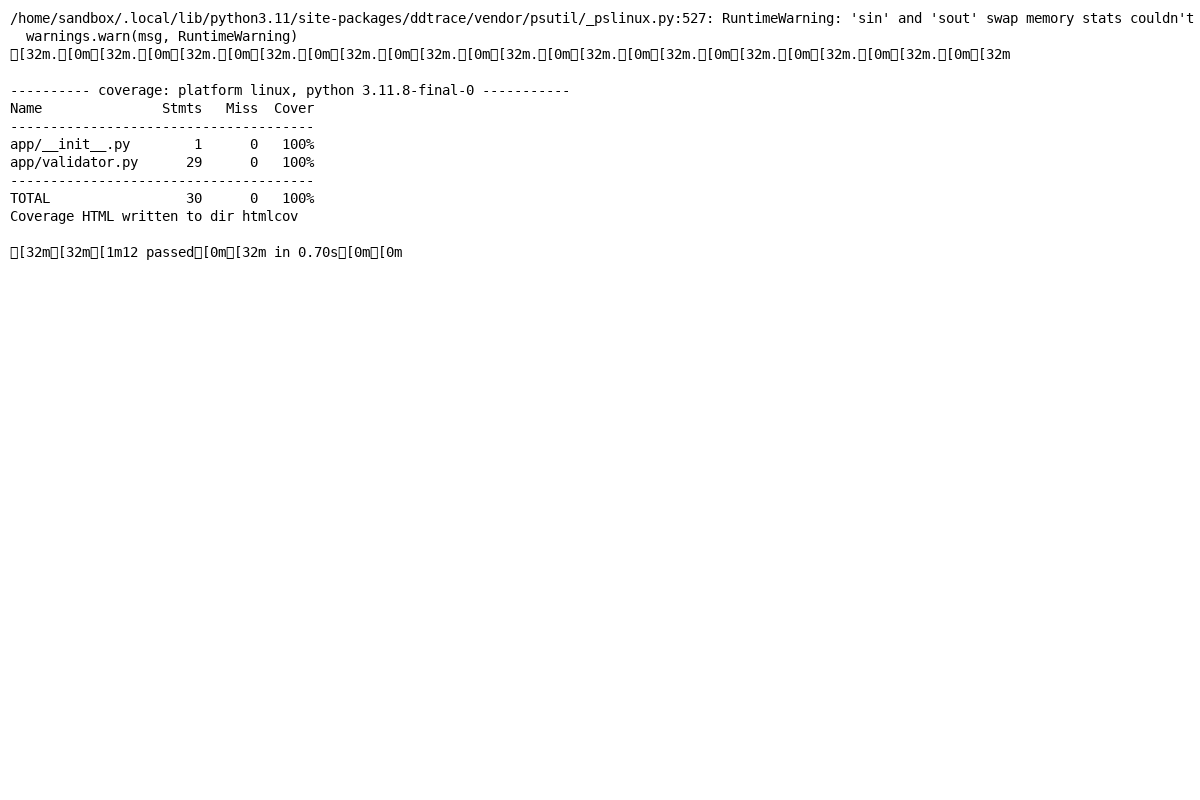 /home/sandbox/.local/lib/python3.11/site-packages/ddtrace/vendor/psutil/_pslinux.py:527: RuntimeWarning: 'sin' and 'sout' swap memory stats couldn't
  warnings.warn(msg, RuntimeWarning)
□[32m.□[0m□[32m.□[0m□[32m.□[0m□[32m.□[0m□[32m.□[0m□[32m.□[0m□[32m.□[0m□[32m.□[0m□[32m.□[0m□[32m.□[0m□[32m.□[0m□[32m.□[0m□[32m

---------- coverage: platform linux, python 3.11.8-final-0 -----------
Name               Stmts   Miss  Cover
--------------------------------------
app/__init__.py        1      0   100%
app/validator.py      29      0   100%
--------------------------------------
TOTAL                 30      0   100%
Coverage HTML written to dir htmlcov

□[32m□[32m□[1m12 passed□[0m□[32m in 0.70s□[0m□[0m